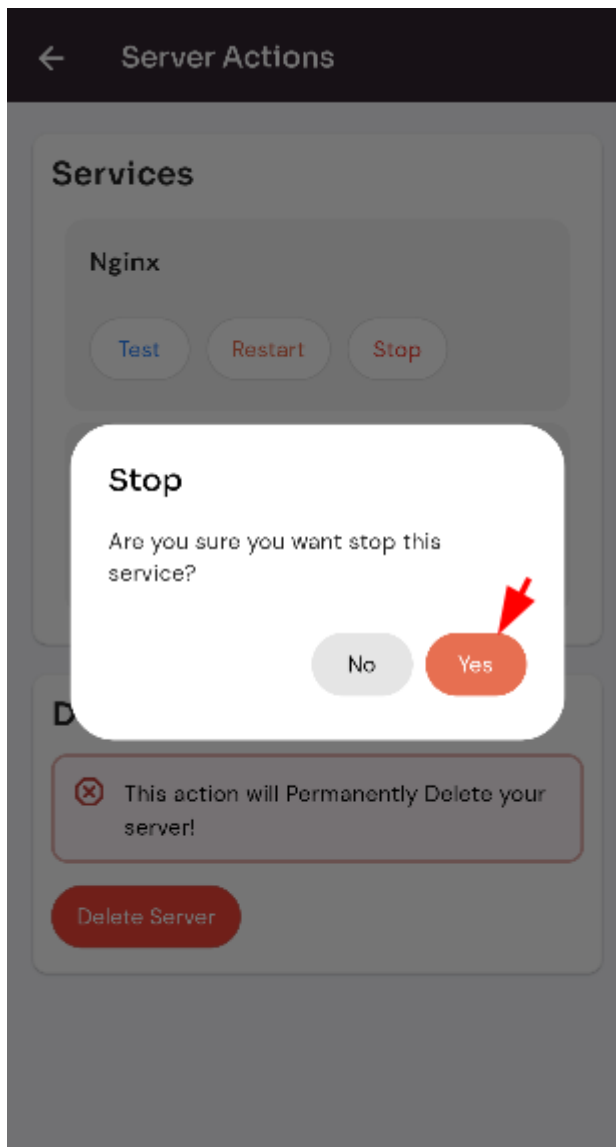 Server Actions
Services
Nginx
Test Restart Stop
Stop
Are you sure you want stop this
service?
No Yes
D
This action will Permanently Delete your
server!
Delete Server